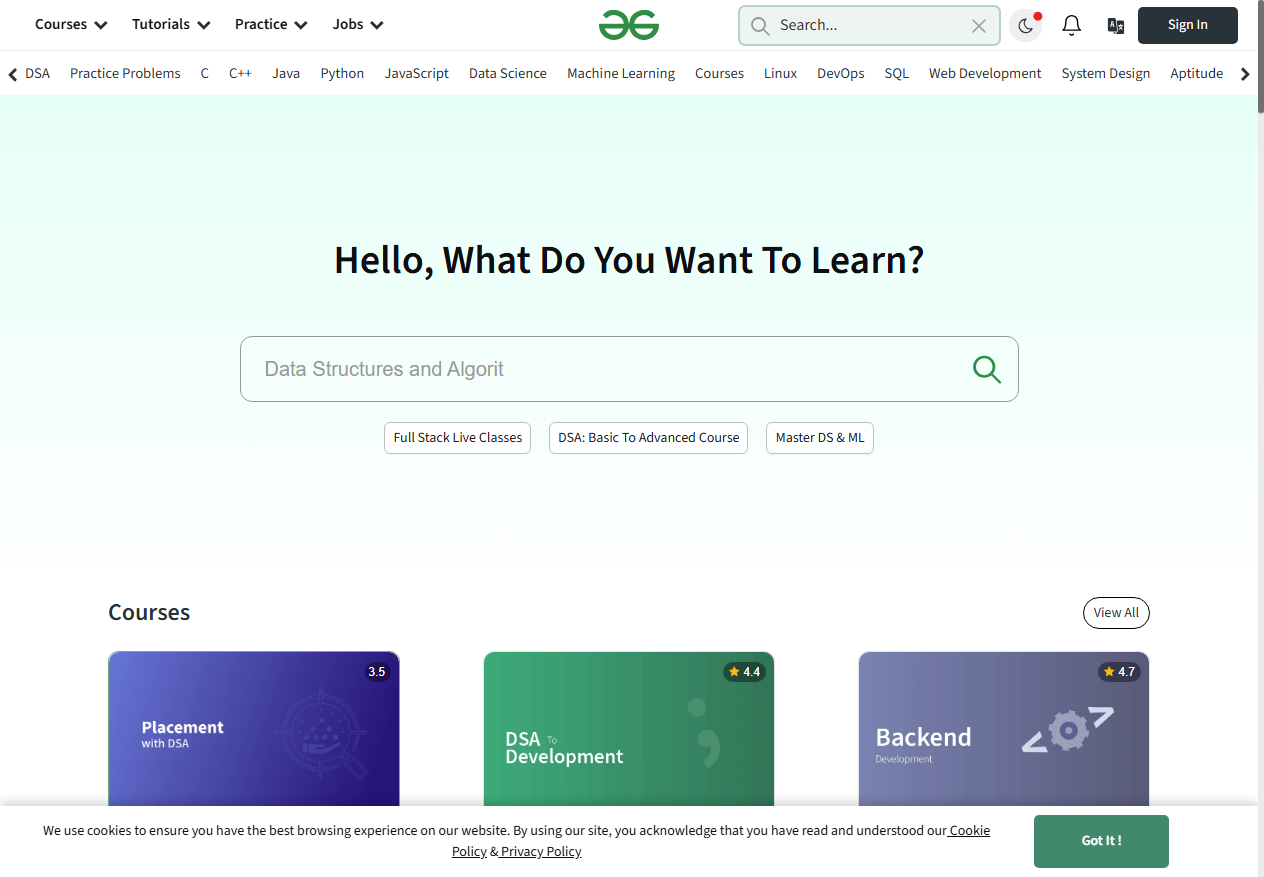 Courses Tutorials Practice Jobs Search... Sign In
DSA Practice Problems C C++ Java Python JavaScript Data Science Machine Learning Courses Linux DevOps SQL Web Development System Design Aptitude
Hello, What Do You Want To Learn?
Data Structures and Algorit
Full Stack Live Classes DSA: Basic To Advanced Course Master DS & ML
Courses View All
3.5
Placement
with DSA
4.4
DSA To
Development
4.7
Backend
Development
We use cookies to ensure you have the best browsing experience on our website. By using our site, you acknowledge that you have read and understood our Cookie
Policy & Privacy Policy
Got It !